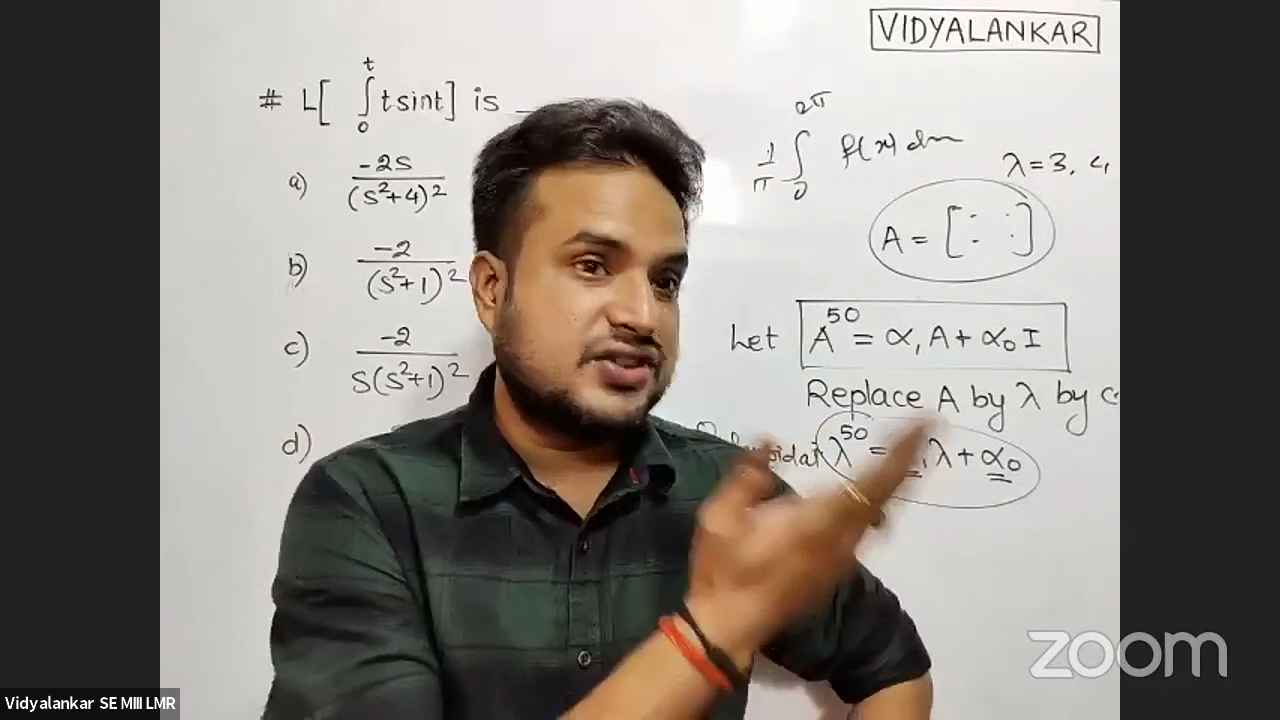 VIDYALANKAR
# L[ ∫₀ᵗ t sint ] is __
a) -2s / (s²+4)²
b) -2 / (s²+1)²
c) -2 / s(s²+1)²
d)
1/π ∫₀^2π f(x) dx
λ = 3, 4,
A = [ : : ]
Let A⁵⁰ = α₁A + α₀I
Replace A by λ by C
λ⁵⁰ = λ + α₀
zoom
Vidyalankar SE MIII LMR